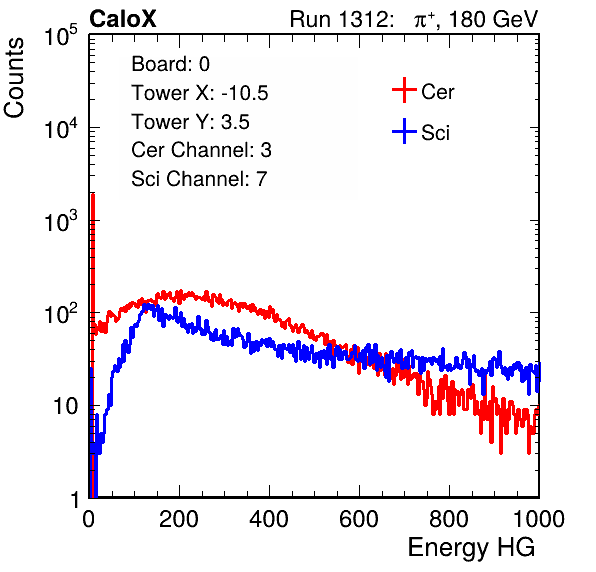 CaloX Run 1312: π⁺, 180 GeV
Board: 0
Tower X: -10.5
Tower Y: 3.5
Cer Channel: 3
Sci Channel: 7
Cer
Sci
Counts
10⁵
10⁴
10³
10²
10
1
0 200 400 600 800 1000
Energy HG